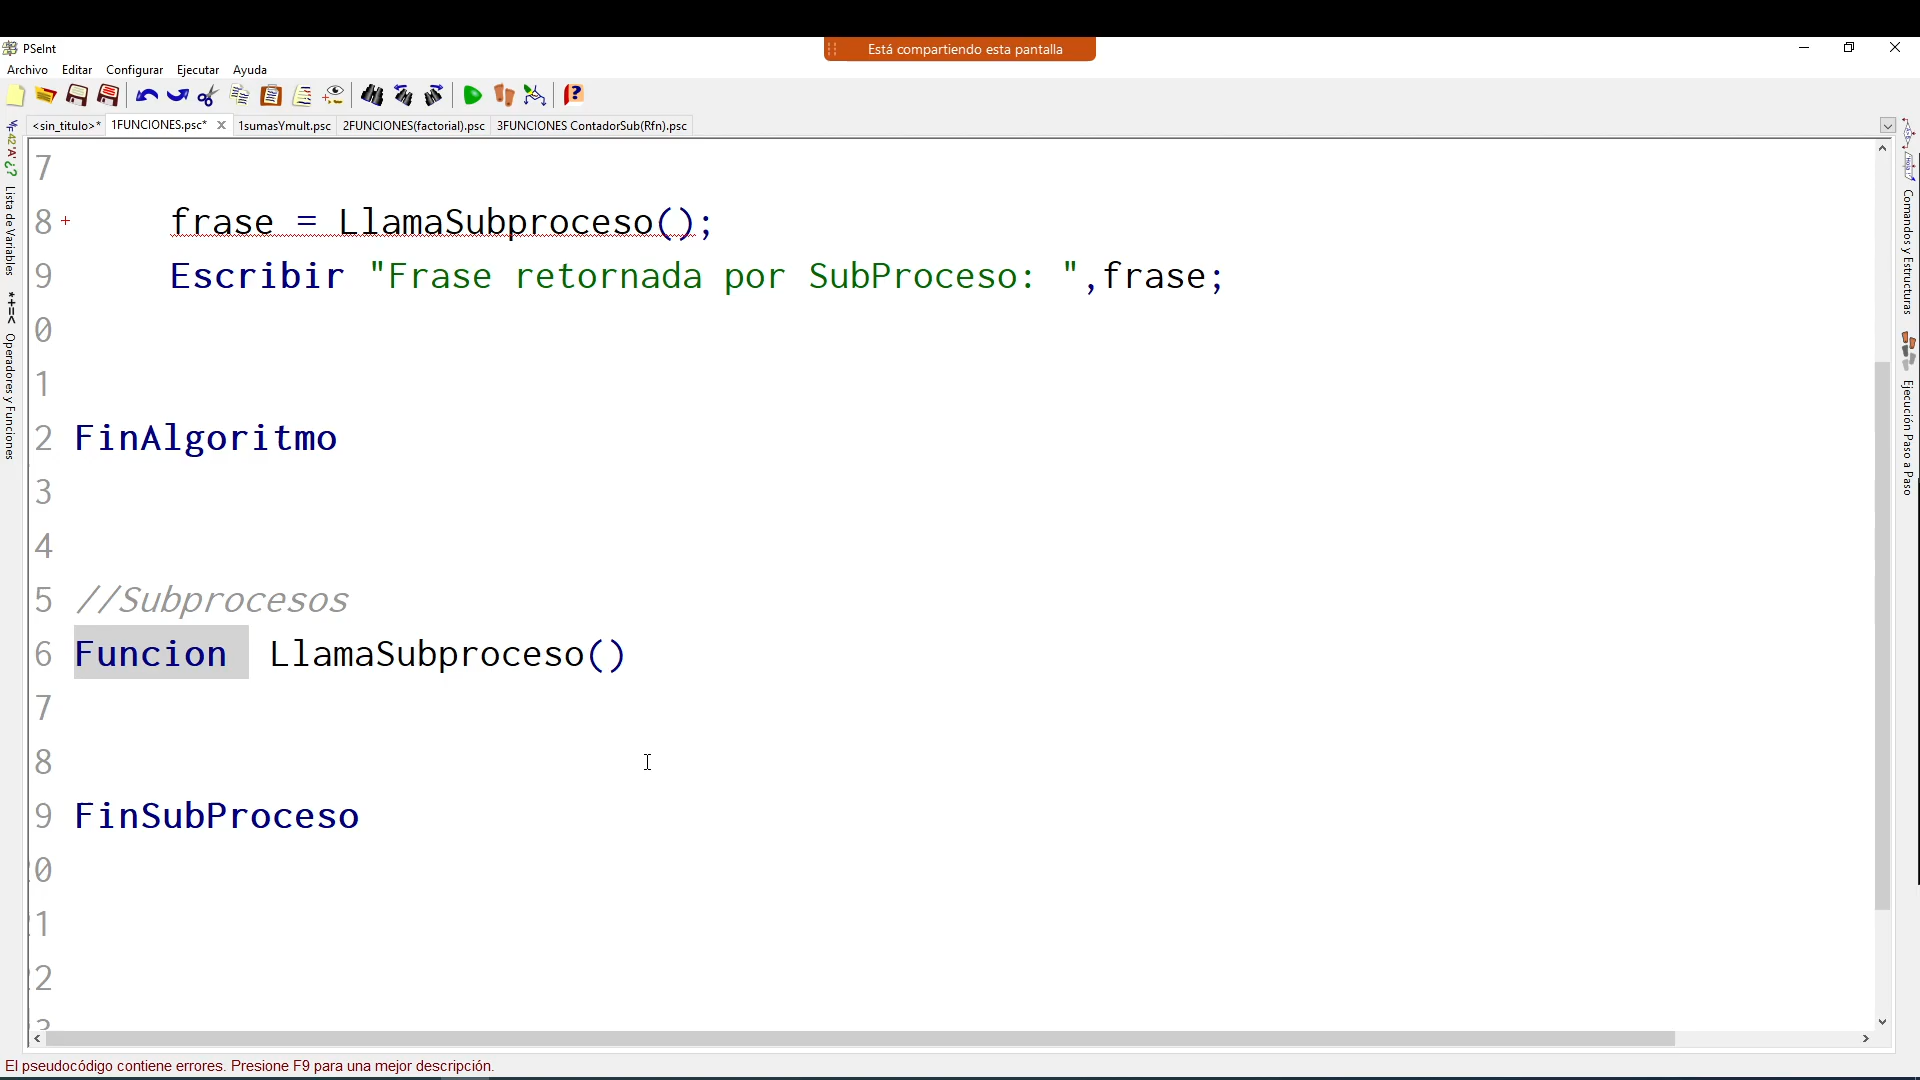 PSeInt
Está compartiendo esta pantalla
Archivo Editar Configurar Ejecutar Ayuda
<sin_titulo>* 1FUNCIONES.psc* 1sumasYmult.psc 2FUNCIONES(factorial).psc 3FUNCIONES ContadorSub(Rfn).psc
7
8 frase = LlamaSubproceso();
9 Escribir "Frase retornada por SubProceso: ",frase;
0
1
2 FinAlgoritmo
3
4
5 //Subprocesos
6 Funcion LlamaSubproceso()
7
8
9 FinSubProceso
0
1
2
Lista de Variables
*+=<
Operadores y Funciones
Comandos y Estructuras
Ejecución Paso a Paso
El pseudocódigo contiene errores. Presione F9 para una mejor descripción.